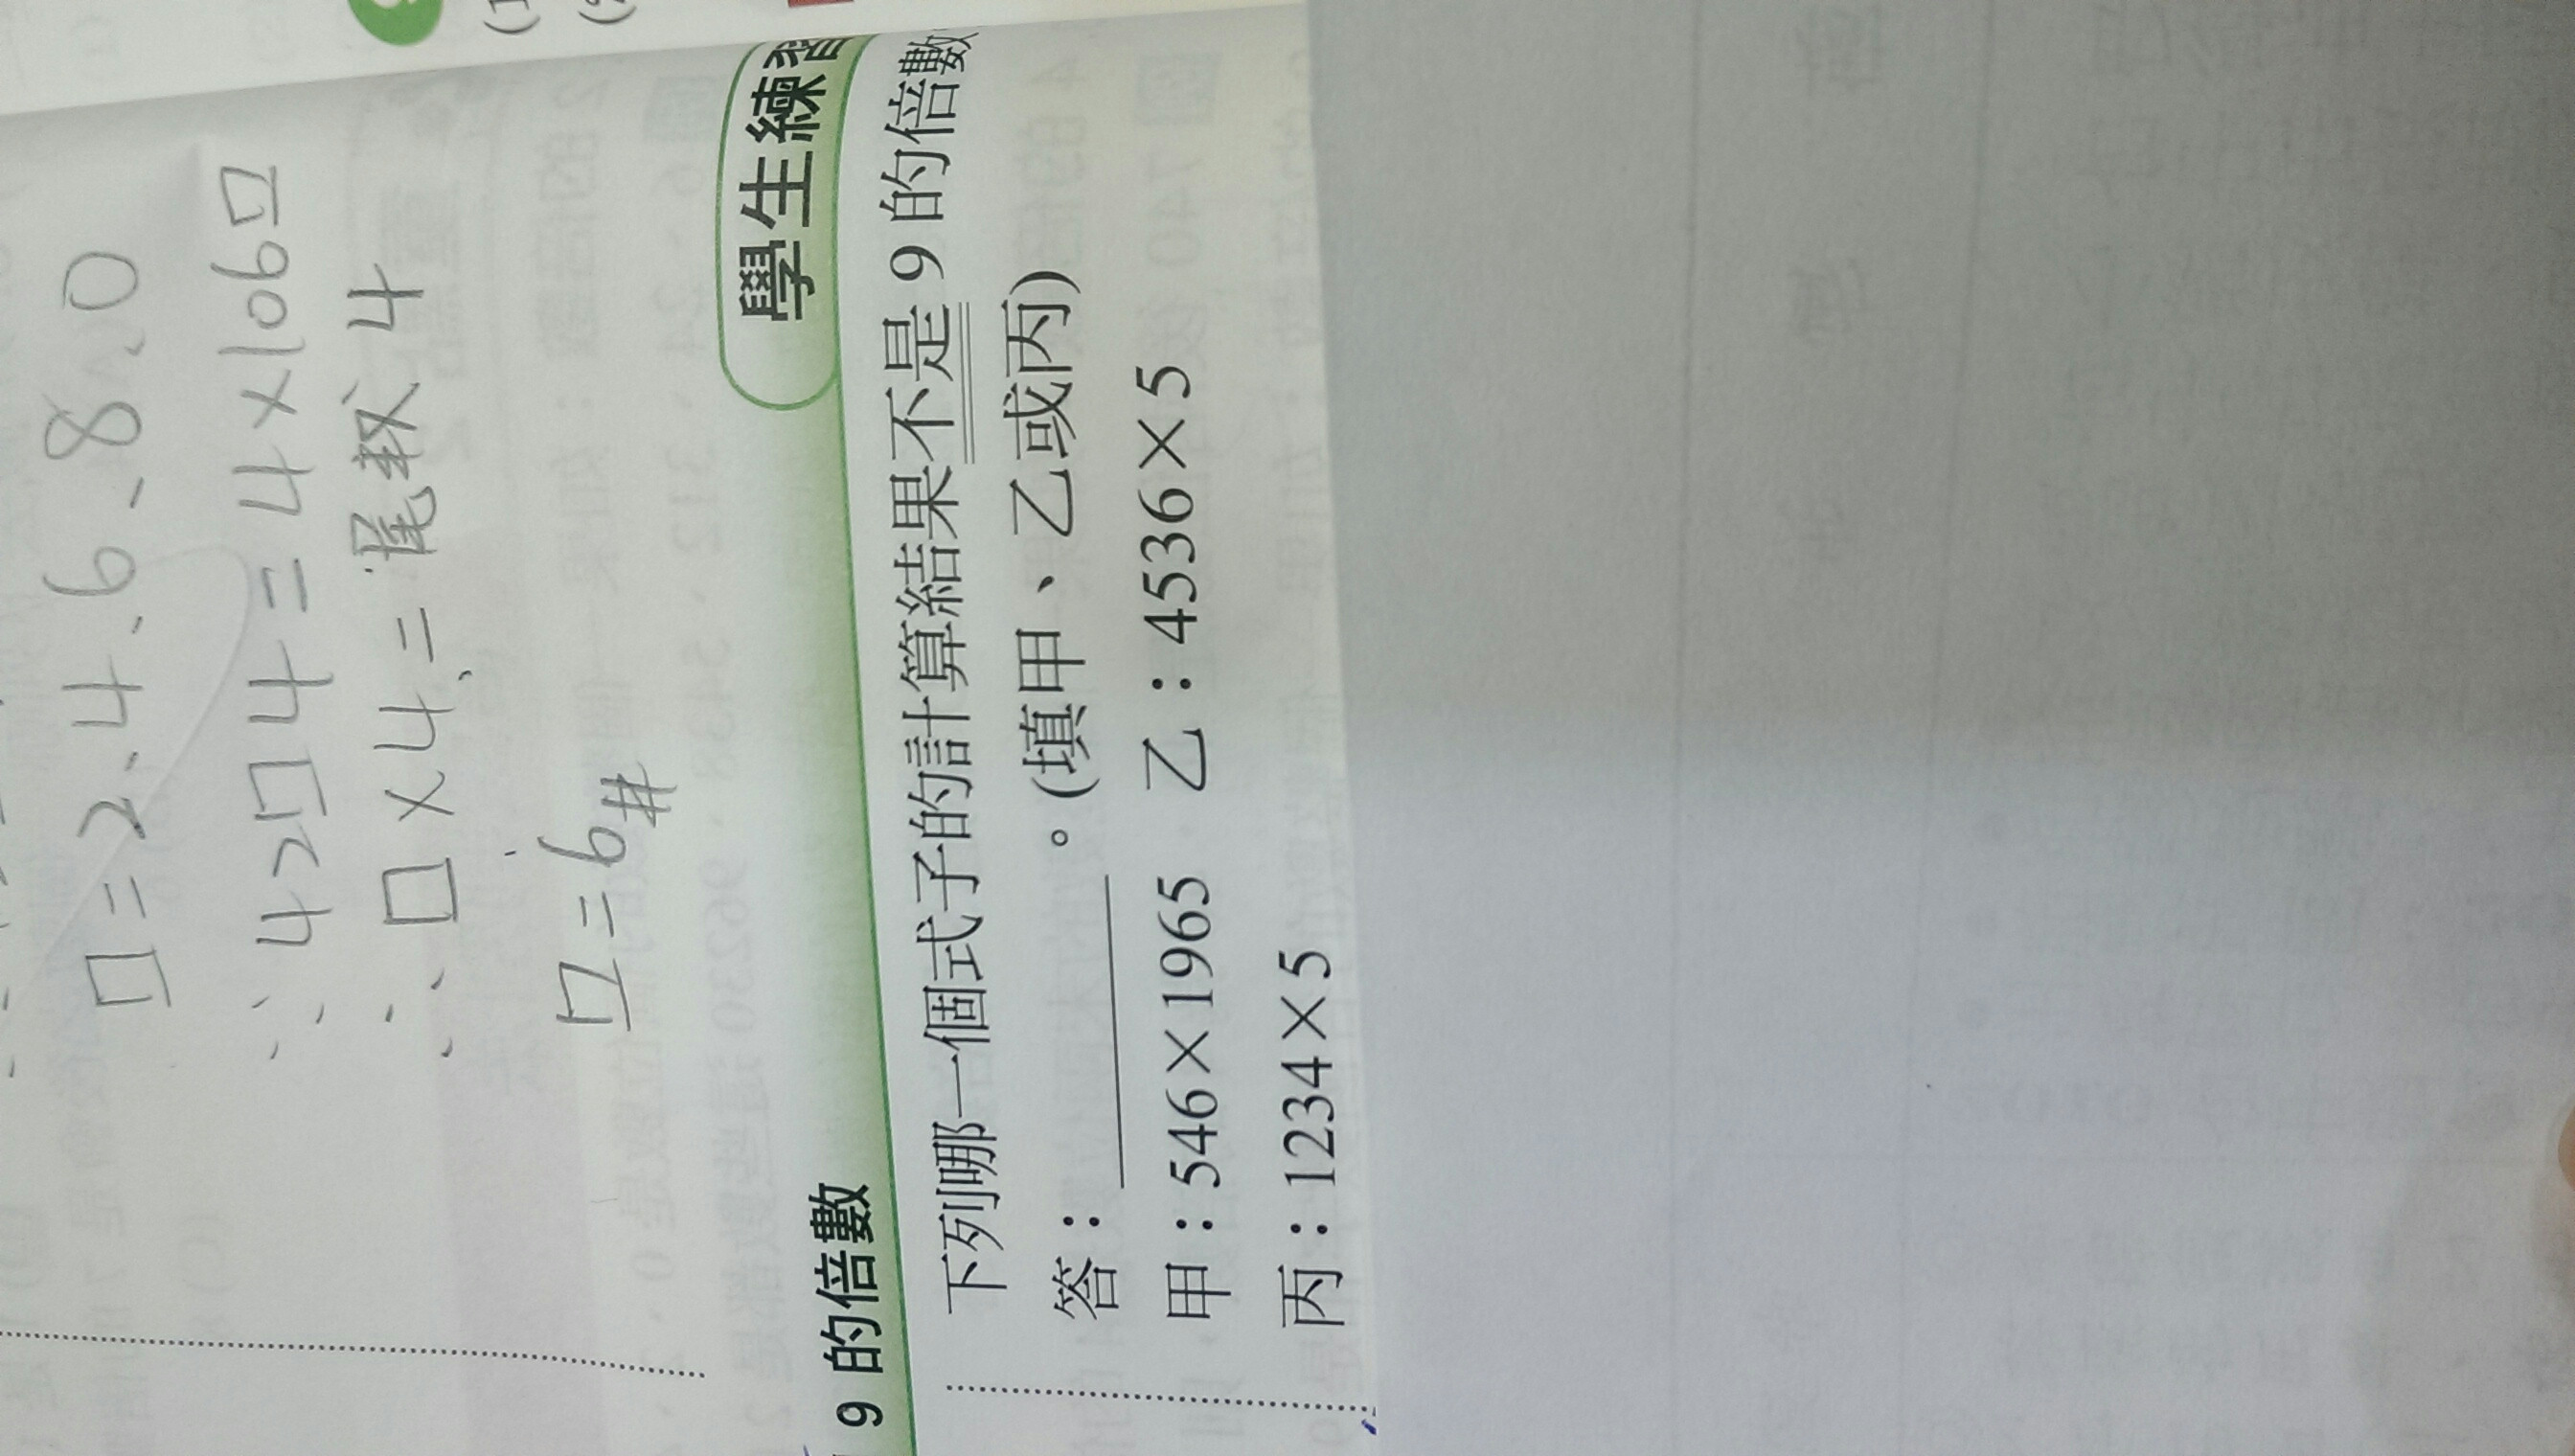 □=2、4、6、8、0
∵42□4=4×106□
∴□×4=尾数4
□=6#
9的倍數
學生練習
下列哪一個式子的計算結果不是9的倍數
答：＿＿＿＿。(填甲、乙或丙)
甲：546×1965 乙：4536×5
丙：1234×5